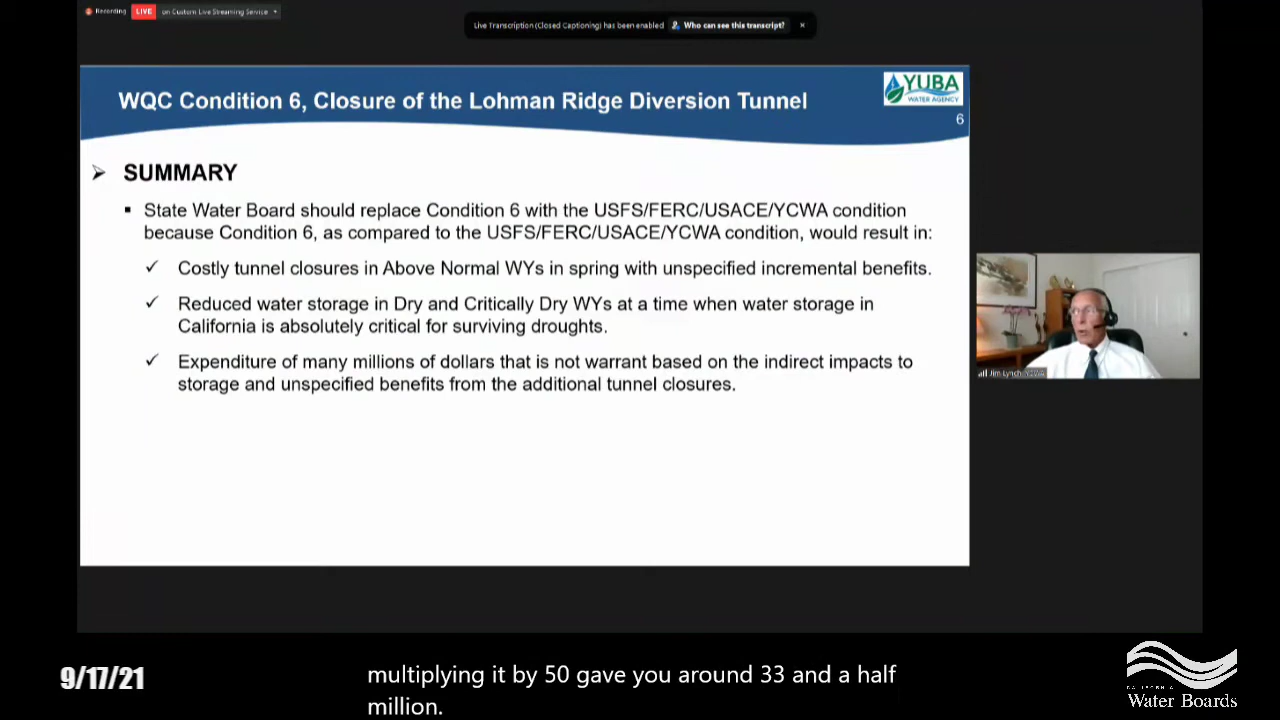 Recording LIVE on Custom Live Streaming Service
Live Transcription (Closed Captioning) has been enabled Who can see this transcript? ×
WQC Condition 6, Closure of the Lohman Ridge Diversion Tunnel
YUBA
WATER AGENCY
6
➢ SUMMARY
▪ State Water Board should replace Condition 6 with the USFS/FERC/USACE/YCWA condition
because Condition 6, as compared to the USFS/FERC/USACE/YCWA condition, would result in:
✓ Costly tunnel closures in Above Normal WYs in spring with unspecified incremental benefits.
✓ Reduced water storage in Dry and Critically Dry WYs at a time when water storage in
California is absolutely critical for surviving droughts.
✓ Expenditure of many millions of dollars that is not warrant based on the indirect impacts to
storage and unspecified benefits from the additional tunnel closures.
Jim Lynch, YCWA
9/17/21
multiplying it by 50 gave you around 33 and a half
million.
CALIFORNIA
Water Boards